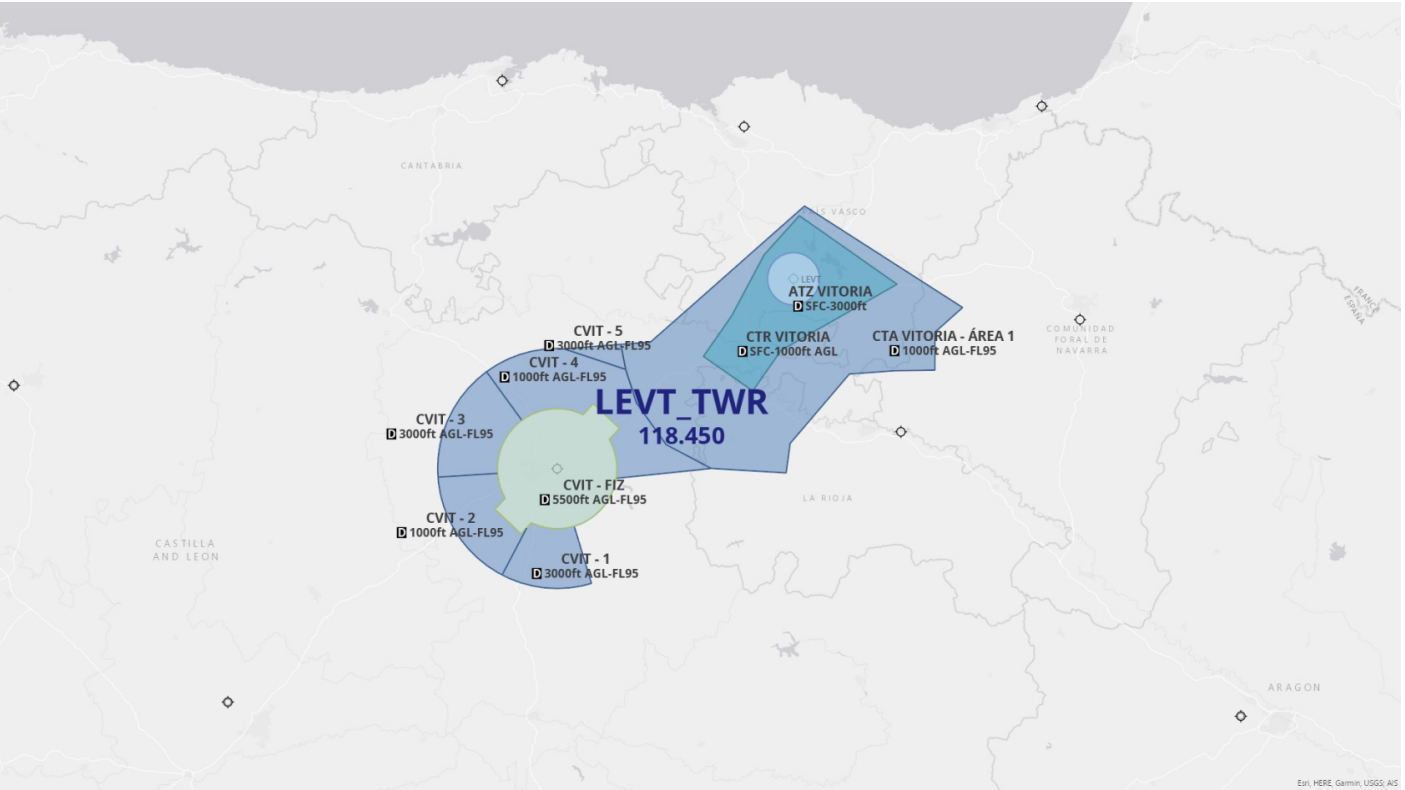 CANTABRIA
PAÍS VASCO
LEVT
ATZ VITORIA
D SFC-3000ft
CTR VITORIA
D SFC-1000ft AGL
CTA VITORIA - ÁREA 1
D 1000ft AGL-FL95
COMUNIDAD
FORAL DE
NAVARRA
FRANCE
ESPAÑA
CVIT - 5
D 3000ft AGL-FL95
CVIT - 4
D 1000ft AGL-FL95
LEVT_TWR
118.450
CVIT - 3
D 3000ft AGL-FL95
CVIT - FIZ
D 5500ft AGL-FL95
LA RIOJA
CVIT - 2
D 1000ft AGL-FL95
CASTILLA
AND LEON
CVIT - 1
D 3000ft AGL-FL95
ARAGON
Esri, HERE, Garmin, USGS; AIS